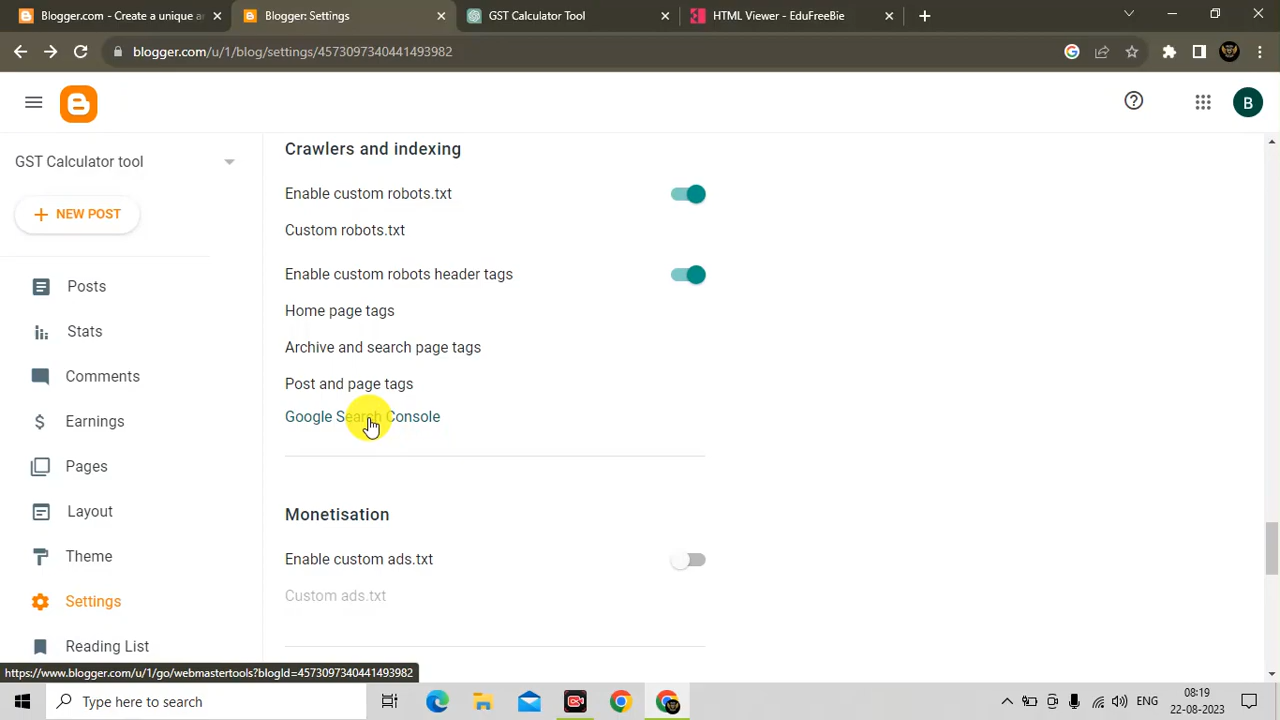 Blogger.com - Create a unique an
Blogger: Settings
GST Calculator Tool
HTML Viewer - EduFreeBie
blogger.com/u/1/blog/settings/4573097340441493982
B
GST Calculator tool
NEW POST
Posts
Stats
Comments
Earnings
Pages
Layout
Theme
Settings
Reading List
Crawlers and indexing
Enable custom robots.txt
Custom robots.txt
Enable custom robots header tags
Home page tags
Archive and search page tags
Post and page tags
Google Search Console
Monetisation
Enable custom ads.txt
Custom ads.txt
https://www.blogger.com/u/1/go/webmastertools?blogId=4573097340441493982
Type here to search
ENG
08:19
22-08-2023